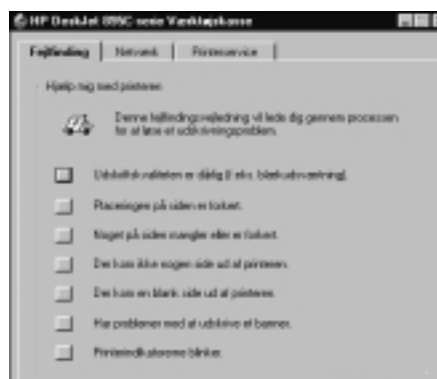 HP DeskJet 895C serie Værktøjskasse
Fejlfinding Netværk Printerservice
Hjælp mig med printeren
Denne fejlfindingsvejledning vil lede dig gennem processen
for at løse et udskrivningsproblem.
Udskriftskvaliteten er dårlig (f.eks. blækudsværtning).
Placeringen på siden er forkert.
Noget på siden mangler eller er forkert.
Der kom ikke nogen side ud af printeren.
Der kom en blank side ud af printeren.
Har problemer med at udskrive et banner.
Printerindikatorerne blinker.